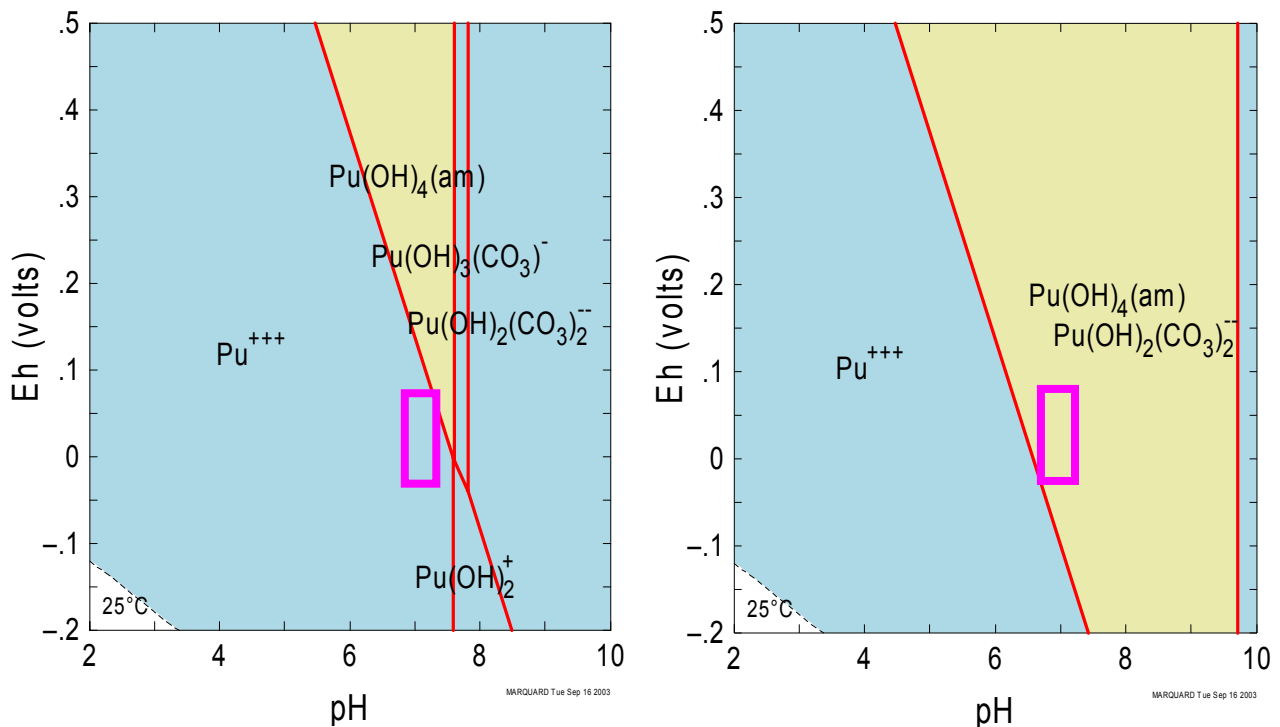 .5
.4
.3
.2
.1
0
–.1
–.2
Eh (volts)
Pu(OH)₄(am)
Pu(OH)₃(CO₃)⁻
Pu(OH)₂(CO₃)₂⁻⁻
Pu⁺⁺⁺
Pu(OH)₂⁺
25°C
2 4 6 8 10
pH
MARQUARD Tue Sep 16 2003
.5
.4
.3
.2
.1
0
–.1
–.2
Eh (volts)
Pu(OH)₄(am)
Pu(OH)₂(CO₃)₂⁻⁻
Pu⁺⁺⁺
25°C
2 4 6 8 10
pH
MARQUARD Tue Sep 16 2003